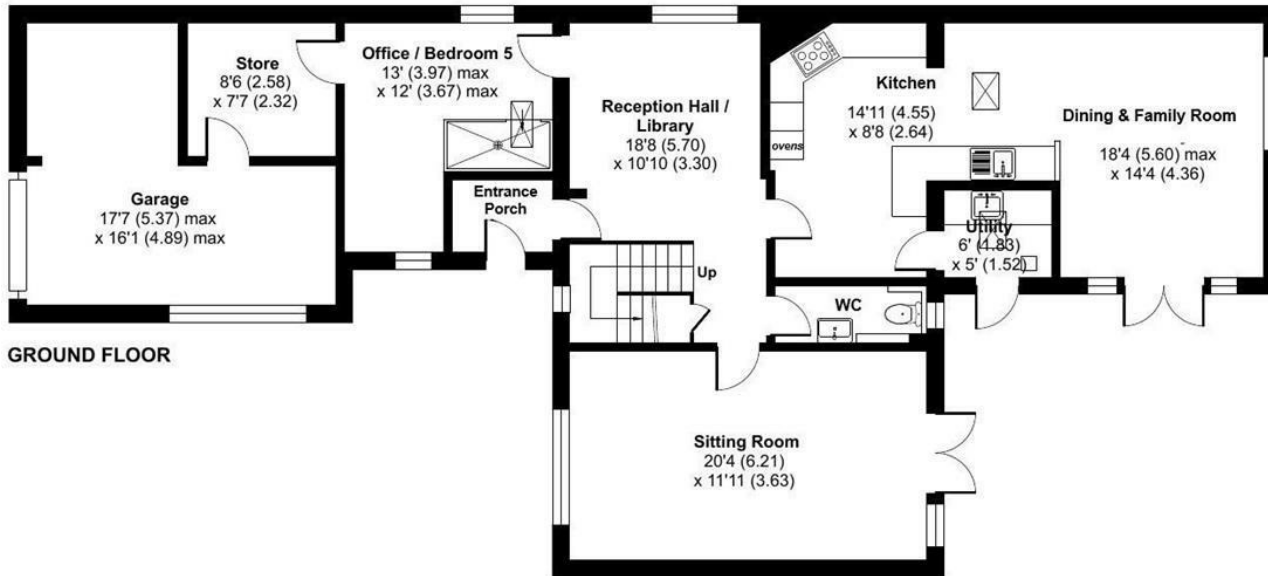 Store
8'6 (2.58)
x 7'7 (2.32)
Office / Bedroom 5
13' (3.97) max
x 12' (3.67) max
Reception Hall /
Library
18'8 (5.70)
x 10'10 (3.30)
Kitchen
14'11 (4.55)
x 8'8 (2.64)
ovens
Dining & Family Room
18'4 (5.60) max
x 14'4 (4.36)
Garage
17'7 (5.37) max
x 16'1 (4.89) max
Entrance
Porch
Utility
6' (4.83)
x 5' (1.52)
Up
WC
GROUND FLOOR
Sitting Room
20'4 (6.21)
x 11'11 (3.63)